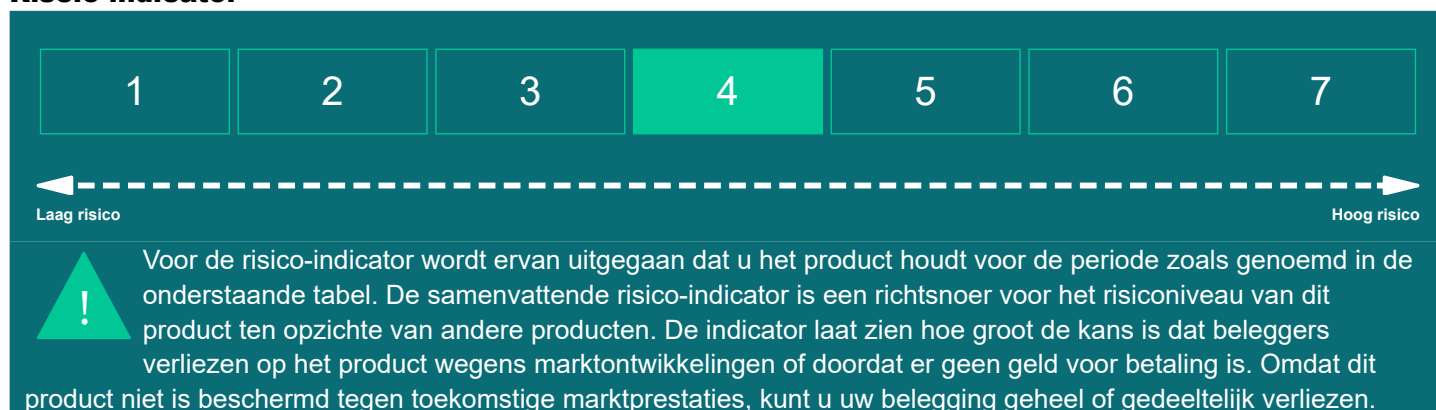 1 2 3 4 5 6 7
Laag risico Hoog risico
Voor de risico-indicator wordt ervan uitgegaan dat u het product houdt voor de periode zoals genoemd in de
! onderstaande tabel. De samenvattende risico-indicator is een richtsnoer voor het risiconiveau van dit
product ten opzichte van andere producten. De indicator laat zien hoe groot de kans is dat beleggers
verliezen op het product wegens marktontwikkelingen of doordat er geen geld voor betaling is. Omdat dit
product niet is beschermd tegen toekomstige marktprestaties, kunt u uw belegging geheel of gedeeltelijk verliezen.